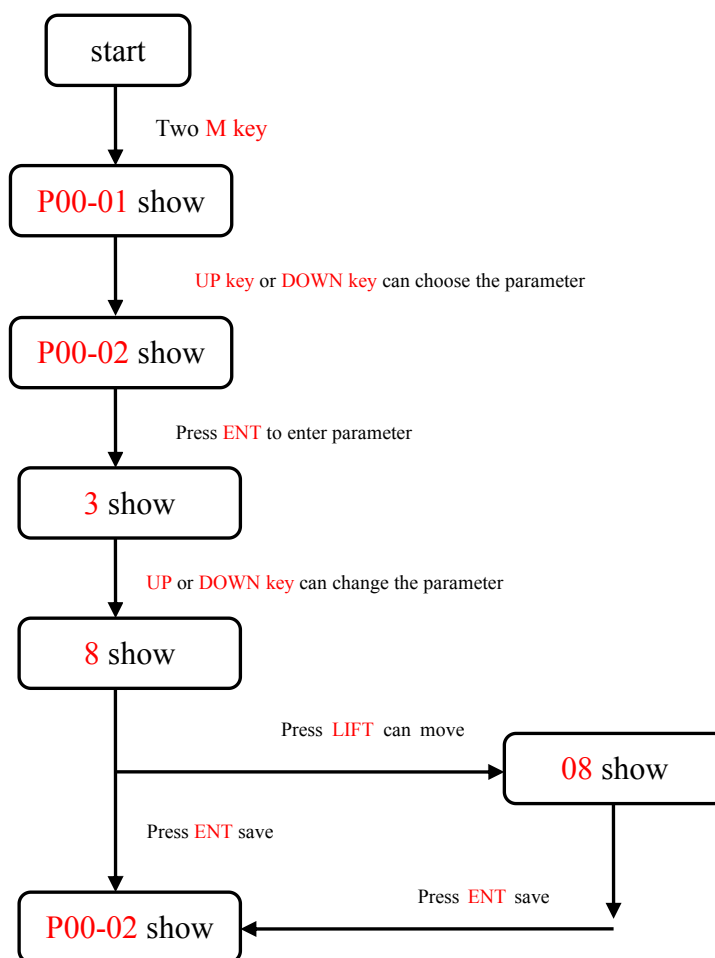 start
Two M key
P00-01 show
UP key or DOWN key can choose the parameter
P00-02 show
Press ENT to enter parameter
3 show
UP or DOWN key can change the parameter
8 show
Press LIFT can move
08 show
Press ENT save
Press ENT save
P00-02 show